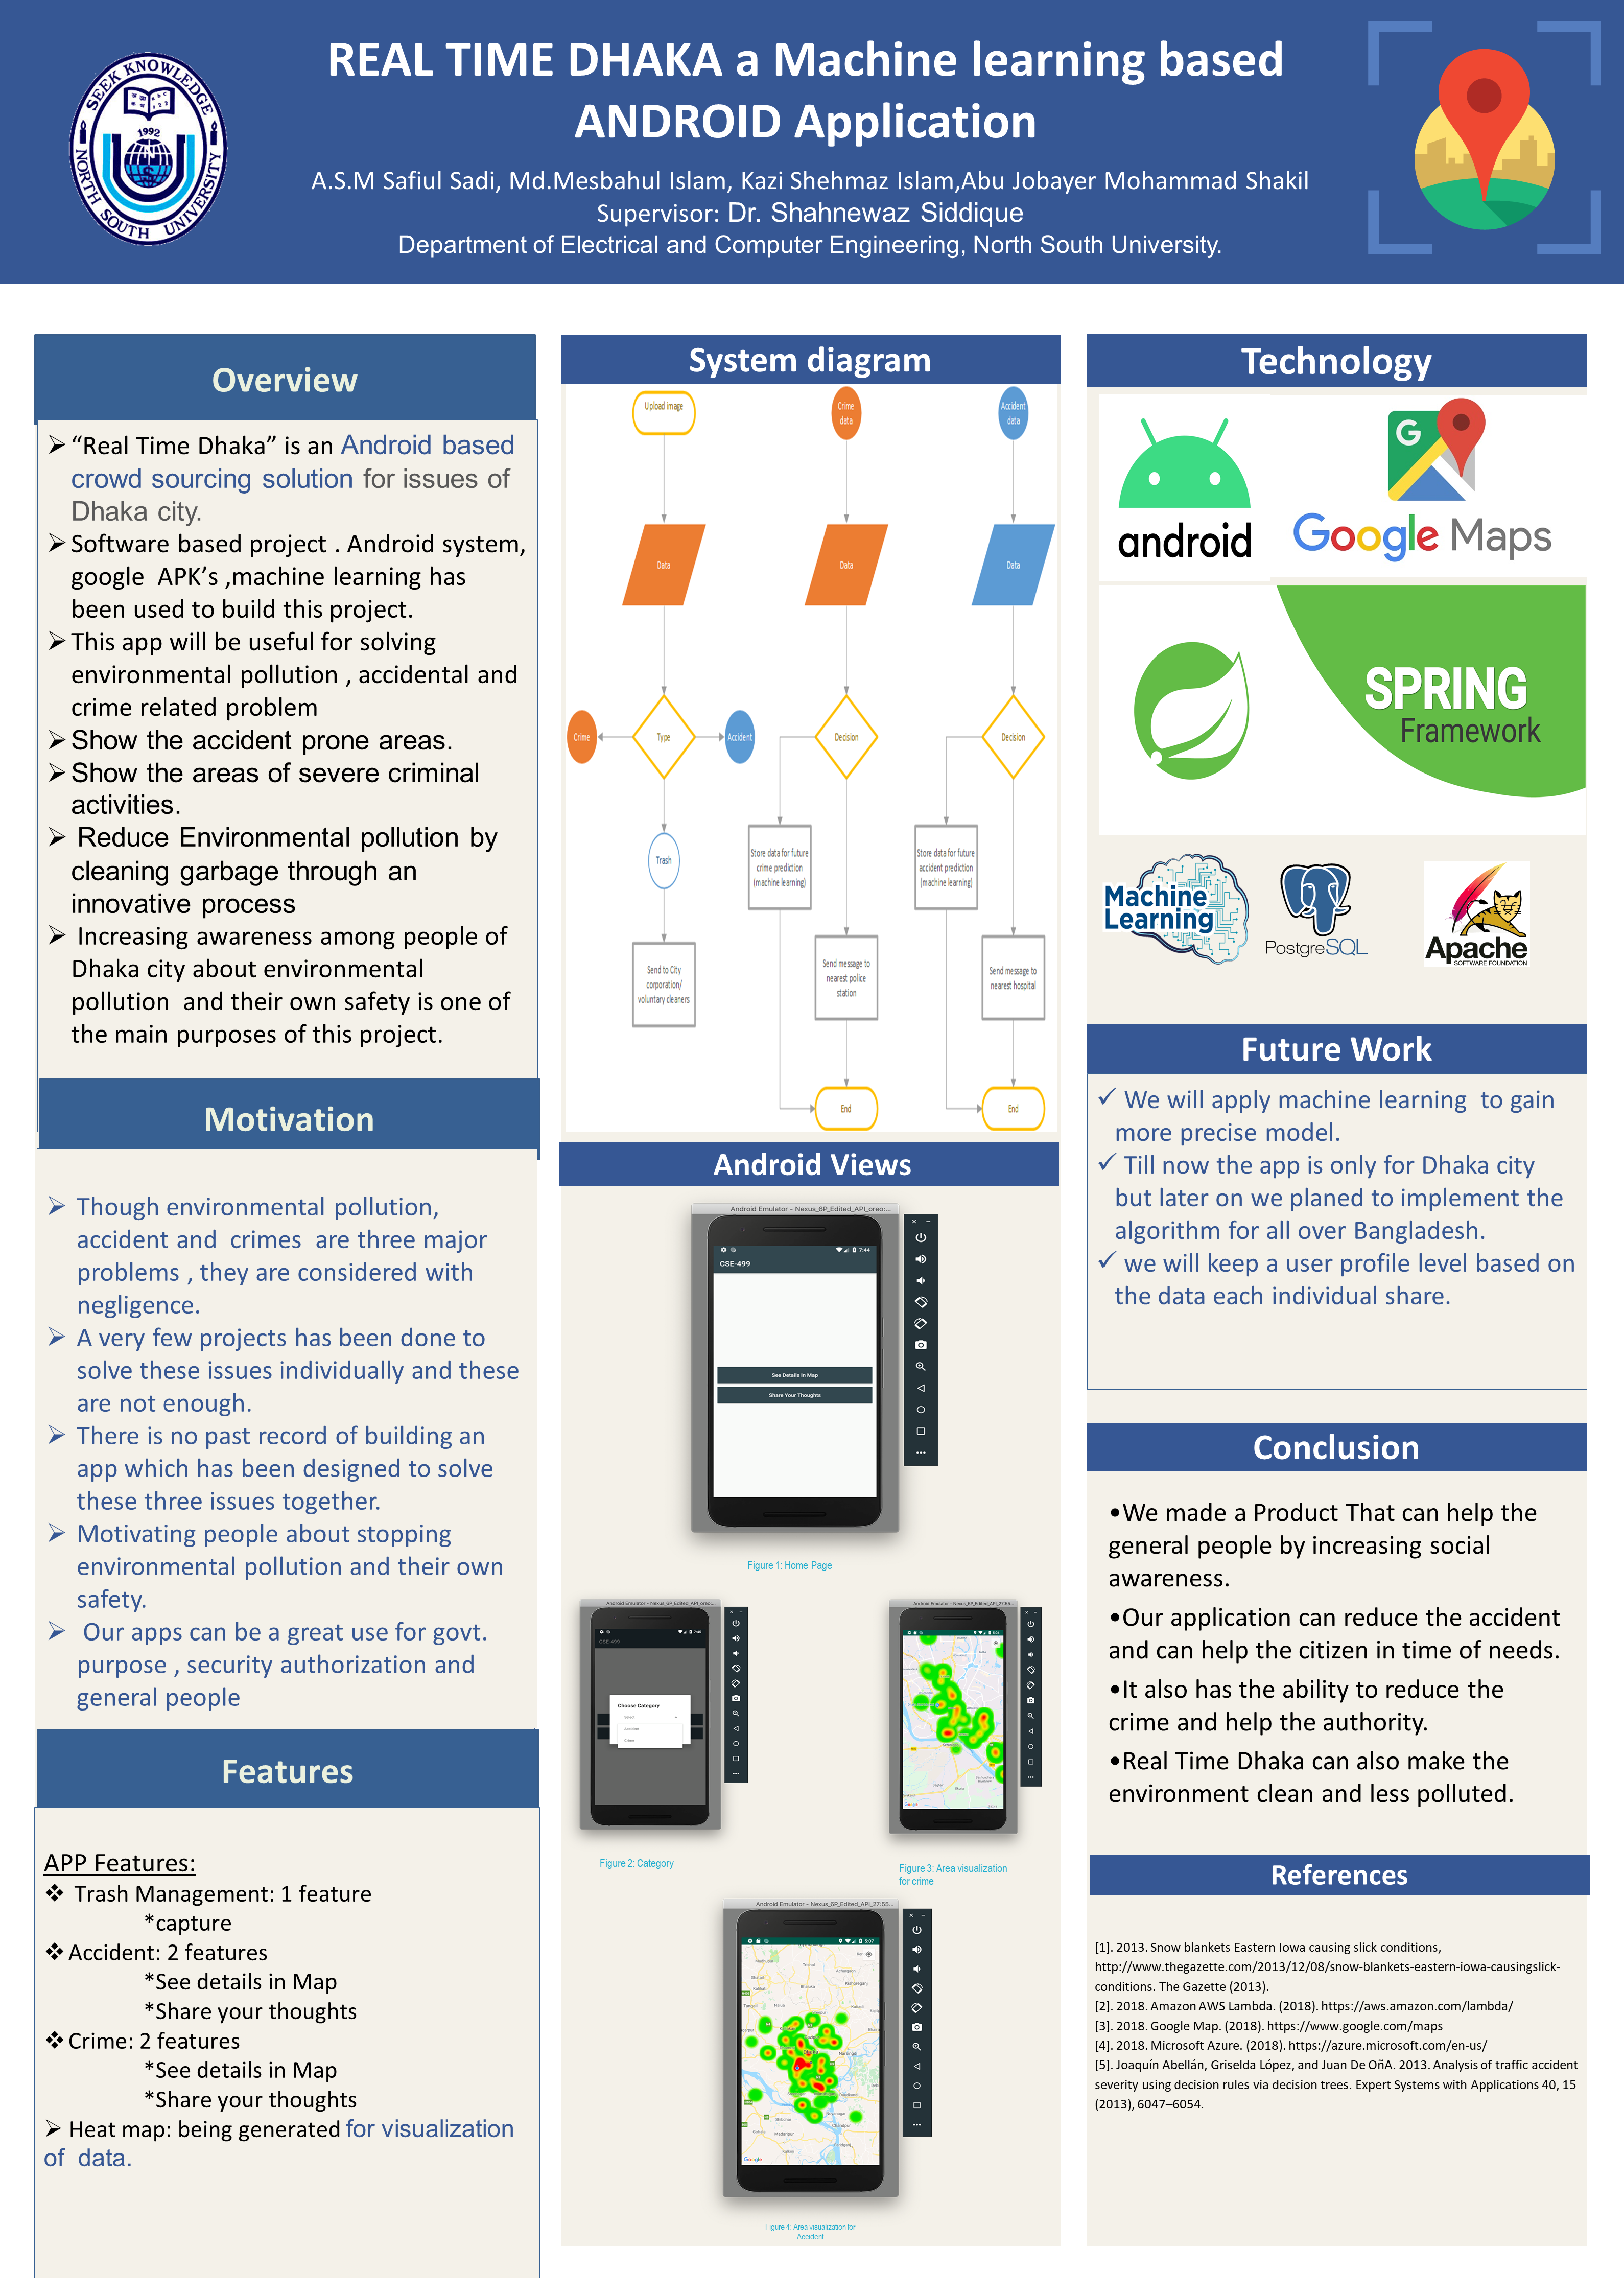 REAL TIME DHAKA a Machine learning based
ANDROID Application
A.S.M Safiul Sadi, Md.Mesbahul Islam, Kazi Shehmaz Islam,Abu Jobayer Mohammad Shakil
Supervisor: Dr. Shahnewaz Siddique
Department of Electrical and Computer Engineering, North South University.
SEEK KNOWLEDGE
1992
NORTH SOUTH UNIVERSITY
Overview
➢ “Real Time Dhaka” is an Android based
crowd sourcing solution for issues of
Dhaka city.
➢ Software based project . Android system,
google APK’s ,machine learning has
been used to build this project.
➢ This app will be useful for solving
environmental pollution , accidental and
crime related problem
➢ Show the accident prone areas.
➢ Show the areas of severe criminal
activities.
➢ Reduce Environmental pollution by
cleaning garbage through an
innovative process
➢ Increasing awareness among people of
Dhaka city about environmental
pollution and their own safety is one of
the main purposes of this project.
Motivation
➢ Though environmental pollution,
accident and crimes are three major
problems , they are considered with
negligence.
➢ A very few projects has been done to
solve these issues individually and these
are not enough.
➢ There is no past record of building an
app which has been designed to solve
these three issues together.
➢ Motivating people about stopping
environmental pollution and their own
safety.
➢ Our apps can be a great use for govt.
purpose , security authorization and
general people
Features
APP Features:
❖ Trash Management: 1 feature
*capture
❖ Accident: 2 features
*See details in Map
*Share your thoughts
❖ Crime: 2 features
*See details in Map
*Share your thoughts
➢ Heat map: being generated for visualization
of data.
System diagram
Upload image
Crime
data
Accident
data
Data
Data
Data
Crime
Type
Accident
Decision
Decision
Trash
Store data for future
crime prediction
(machine learning)
Store data for future
accident prediction
(machine learning)
Send to City
corporation/
voluntary cleaners
Send message to
nearest police
station
Send message to
nearest hospital
End
End
Android Views
Android Emulator - Nexus_6P_Edited_API_oreo:...
7:44
CSE-499
See Details In Map
Share Your Thoughts
Figure 1: Home Page
Android Emulator - Nexus_6P_Edited_API_oreo:...
CSE-499
Choose Category
Select
Accident
Crime
Figure 2: Category
Android Emulator - Nexus_6P_Edited_API_27:55...
Google
Figure 3: Area visualization
for crime
Android Emulator - Nexus_6P_Edited_API_27:55...
5:07
Google
Figure 4: Area visualization for
Accident
Technology
android
G
Google Maps
SPRING
Framework
Machine
Learning
PostgreSQL
Apache
SOFTWARE FOUNDATION
Future Work
✓ We will apply machine learning to gain
more precise model.
✓ Till now the app is only for Dhaka city
but later on we planed to implement the
algorithm for all over Bangladesh.
✓ we will keep a user profile level based on
the data each individual share.
Conclusion
•We made a Product That can help the
general people by increasing social
awareness.
•Our application can reduce the accident
and can help the citizen in time of needs.
•It also has the ability to reduce the
crime and help the authority.
•Real Time Dhaka can also make the
environment clean and less polluted.
References
[1]. 2013. Snow blankets Eastern Iowa causing slick conditions,
http://www.thegazette.com/2013/12/08/snow-blankets-eastern-iowa-causingslick-
conditions. The Gazette (2013).
[2]. 2018. Amazon AWS Lambda. (2018). https://aws.amazon.com/lambda/
[3]. 2018. Google Map. (2018). https://www.google.com/maps
[4]. 2018. Microsoft Azure. (2018). https://azure.microsoft.com/en-us/
[5]. Joaquín Abellán, Griselda López, and Juan De OñA. 2013. Analysis of traffic accident
severity using decision rules via decision trees. Expert Systems with Applications 40, 15
(2013), 6047–6054.